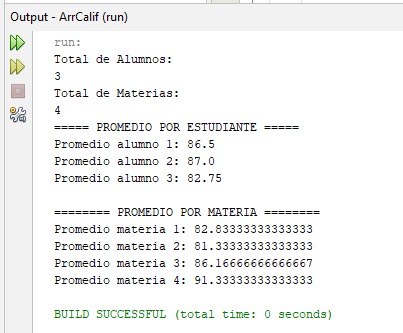 Output - ArrCalif (run)
run:
Total de Alumnos:
3
Total de Materias:
4
===== PROMEDIO POR ESTUDIANTE =====
Promedio alumno 1: 86.5
Promedio alumno 2: 87.0
Promedio alumno 3: 82.75
======== PROMEDIO POR MATERIA ========
Promedio materia 1: 82.83333333333333
Promedio materia 2: 81.33333333333333
Promedio materia 3: 86.16666666666667
Promedio materia 4: 91.33333333333333
BUILD SUCCESSFUL (total time: 0 seconds)